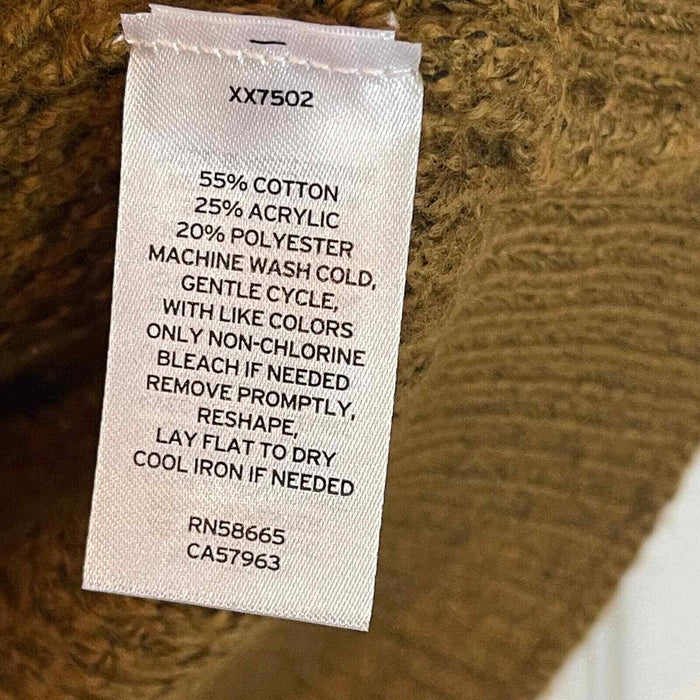 XX7502
55% COTTON
25% ACRYLIC
20% POLYESTER
MACHINE WASH COLD,
GENTLE CYCLE,
WITH LIKE COLORS
ONLY NON-CHLORINE
BLEACH IF NEEDED
REMOVE PROMPTLY,
RESHAPE,
LAY FLAT TO DRY
COOL IRON IF NEEDED
RN58665
CA57963